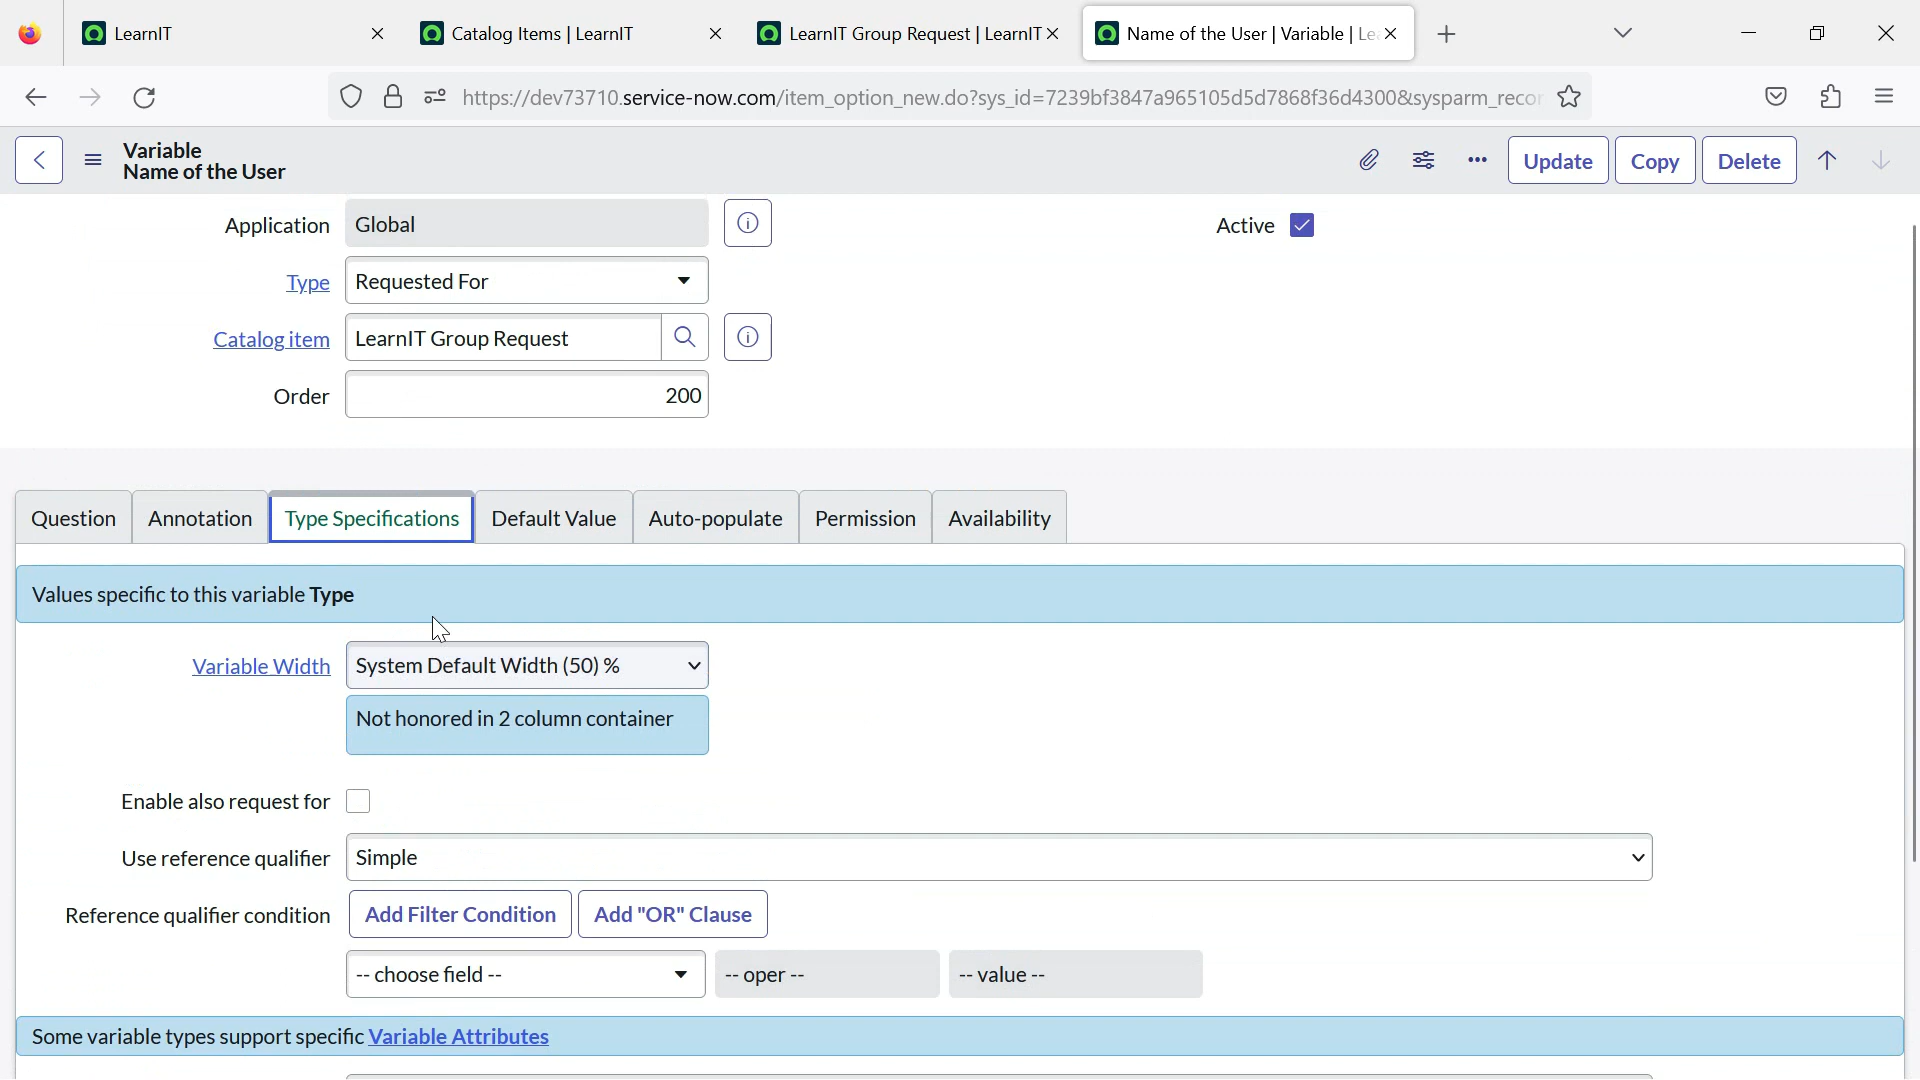 LearnIT
Catalog Items | LearnIT
LearnIT Group Request | LearnIT
Name of the User | Variable | Le
https://dev73710.service-now.com/item_option_new.do?sys_id=7239bf3847a965105d5d7868f36d4300&sysparm_recor
Variable
Name of the User
Update
Copy
Delete
Application
Global
Active
Type
Requested For
Catalog item
LearnIT Group Request
Order
200
Question
Annotation
Type Specifications
Default Value
Auto-populate
Permission
Availability
Values specific to this variable Type
Variable Width
System Default Width (50) %
Not honored in 2 column container
Enable also request for
Use reference qualifier
Simple
Reference qualifier condition
Add Filter Condition
Add "OR" Clause
-- choose field --
-- oper --
-- value --
Some variable types support specific Variable Attributes